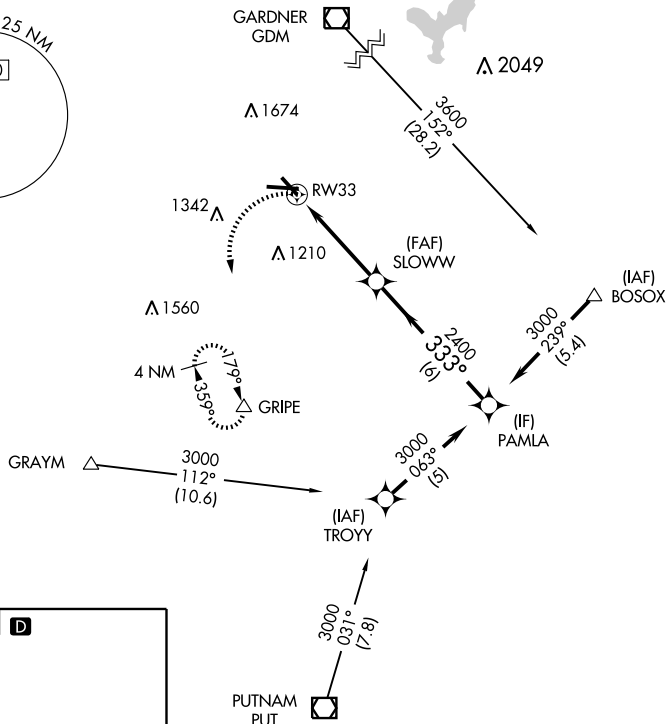 25 NM
GARDNER
GDM
2049
3600
152°
(28.2)
1674
RW33
1342
1210
(FAF)
SLOWW
(IAF)
BOSOX
3000
239°
(5.4)
1560
2400
333°
(6)
4 NM
179°
359°
GRIPE
(IF)
PAMLA
GRAYM
3000
112°
(10.6)
3000
063°
(5)
(IAF)
TROYY
D
3000
031°
(7.8)
PUTNAM
PUT